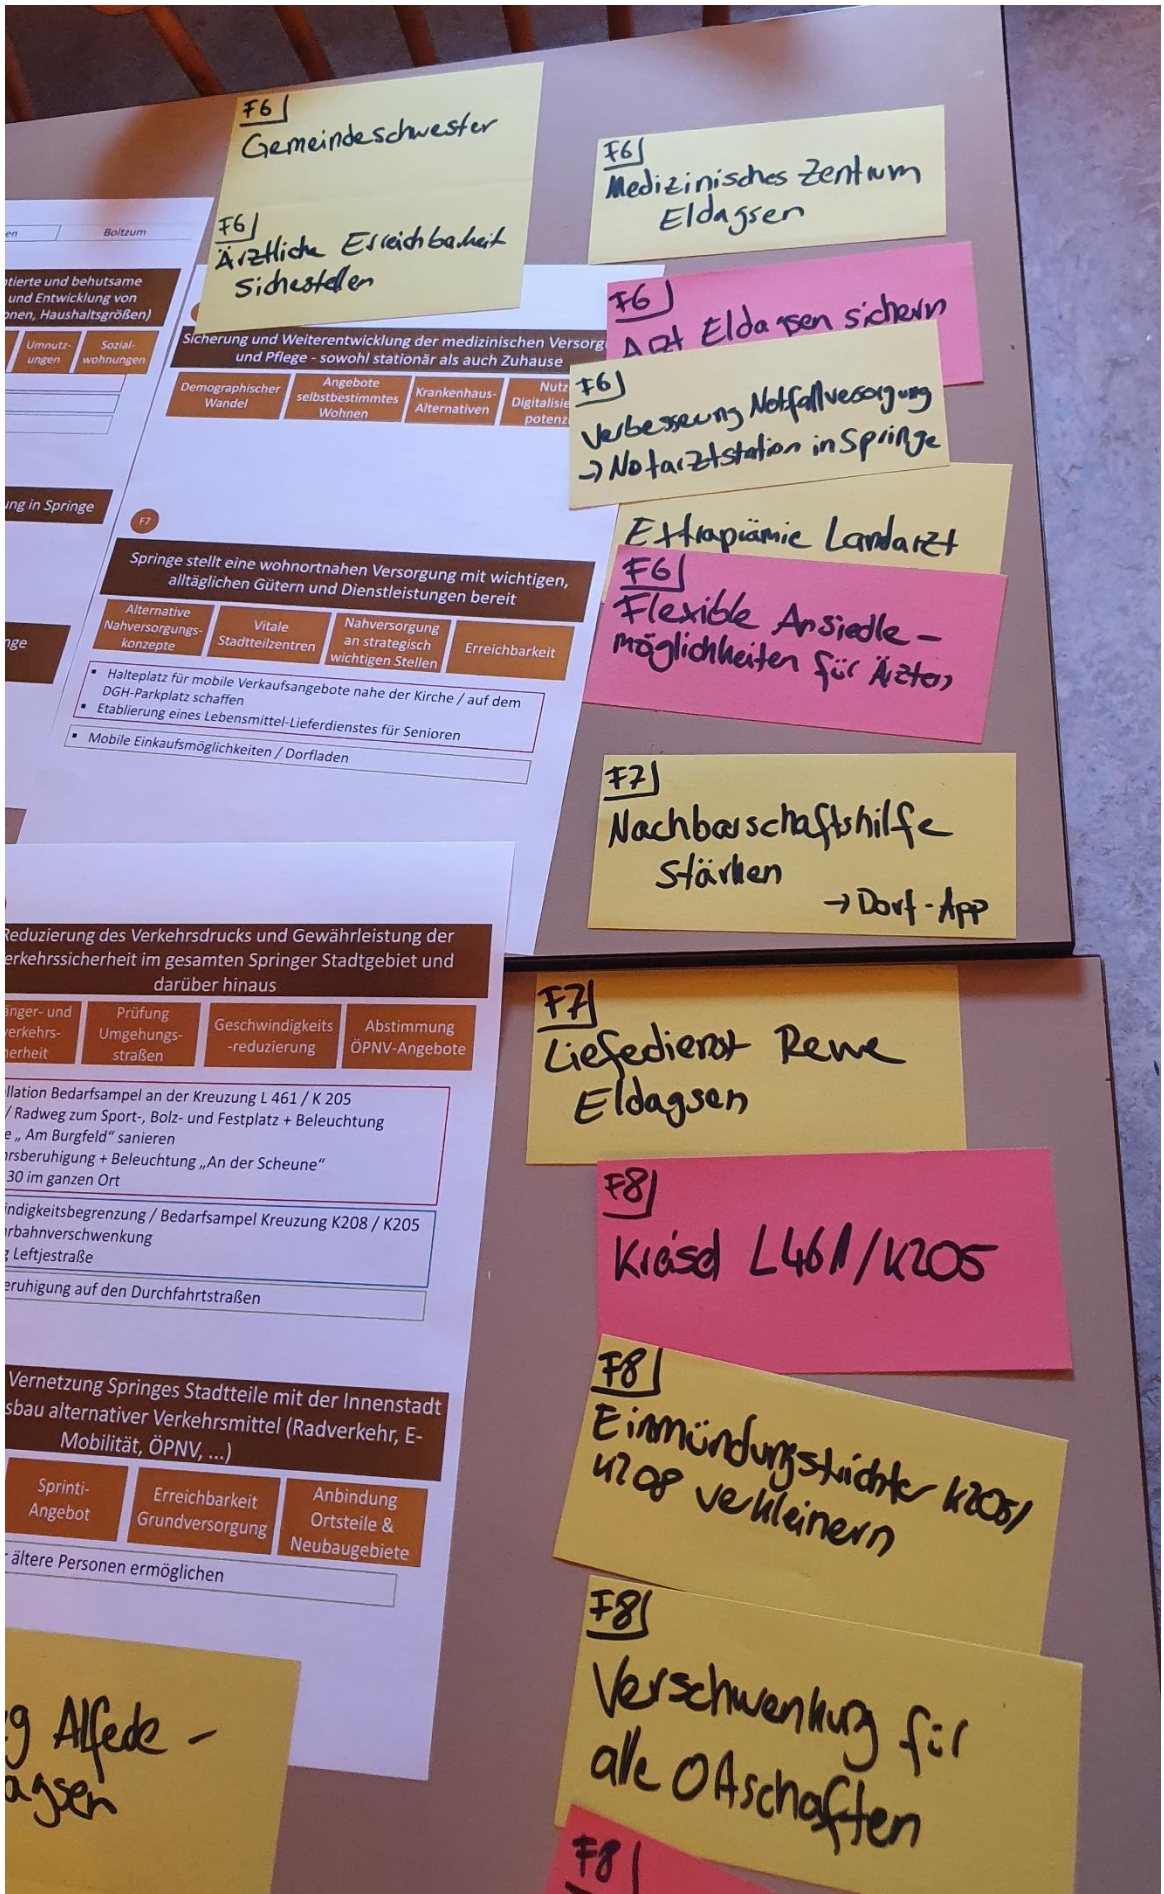 F6
Gemeindeschwester
F6
Ärztliche Erreichbarkeit
Sichestellen
F6
Medizinisches Zentrum
Eldagsen
F6
Arzt Eldagsen sichern
F6
Verbesserung Notfallvesorgung
→ Notarztstation in Springe
Extraprämie Landarzt
F6
Flexible Ansiedle-
möglichkeiten für Ärzte
F7
Nachbarschaftshilfe
Stärken
→ Dorf-App
F7
Liefedienst Rewe
Eldagsen
F8
Kreisel L461/K205
F8
Einmündungstrichter K205/
K208 verkleinern
F8
Verschwenkung für
alle Ortschaften
F8
en
Boitzum
tierte und behutsame
und Entwicklung von
onen, Haushaltsgrößen)
Umnutz-
ungen
Sozial-
wohnungen
ung in Springe
nge
Sicherung und Weiterentwicklung der medizinischen Versorg
und Pflege - sowohl stationär als auch Zuhause
Demographischer
Wandel
Angebote
selbstbestimmtes
Wohnen
Krankenhaus-
Alternativen
Nutz
Digitalisie
potenz
F7
Springe stellt eine wohnortnahen Versorgung mit wichtigen,
alltäglichen Gütern und Dienstleistungen bereit
Alternative
Nahversorgungs-
konzepte
Vitale
Stadtteilzentren
Nahversorgung
an strategisch
wichtigen Stellen
Erreichbarkeit
▪ Halteplatz für mobile Verkaufsangebote nahe der Kirche / auf dem
DGH-Parkplatz schaffen
▪ Etablierung eines Lebensmittel-Lieferdienstes für Senioren
▪ Mobile Einkaufsmöglichkeiten / Dorfladen
Reduzierung des Verkehrsdrucks und Gewährleistung der
erkehrssicherheit im gesamten Springer Stadtgebiet und
darüber hinaus
änger- und
verkehrs-
herheit
Prüfung
Umgehungs-
straßen
Geschwindigkeits
-reduzierung
Abstimmung
ÖPNV-Angebote
llation Bedarfsampel an der Kreuzung L 461 / K 205
/ Radweg zum Sport-, Bolz- und Festplatz + Beleuchtung
e „ Am Burgfeld“ sanieren
rsberuhigung + Beleuchtung „An der Scheune“
30 im ganzen Ort
indigkeitsbegrenzung / Bedarfsampel Kreuzung K208 / K205
rbahnverschwenkung
g Leftjestraße
eruhigung auf den Durchfahrtstraßen
Vernetzung Springes Stadtteile mit der Innenstadt
sbau alternativer Verkehrsmittel (Radverkehr, E-
Mobilität, ÖPNV, ...)
Sprinti-
Angebot
Erreichbarkeit
Grundversorgung
Anbindung
Ortsteile &
Neubaugebiete
ältere Personen ermöglichen
g Alfede -
agsen